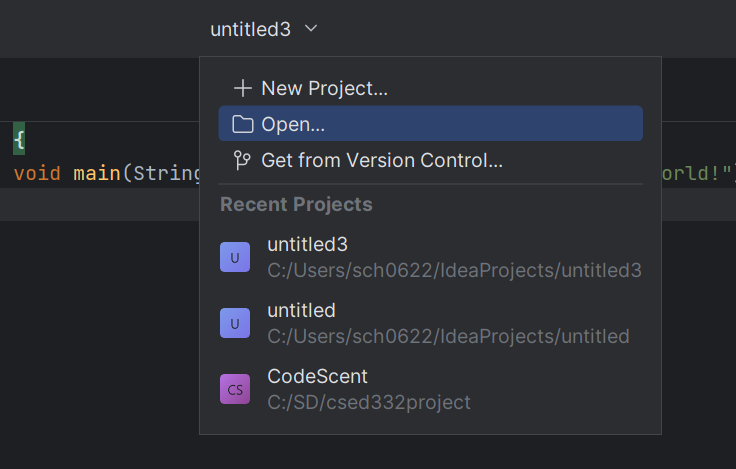 untitled3
New Project...
Open...
{
Get from Version Control...
void main(String orld!")
Recent Projects
U
untitled3
C:/Users/sch0622/IdeaProjects/untitled3
U
untitled
C:/Users/sch0622/IdeaProjects/untitled
CS
CodeScent
C:/SD/csed332project